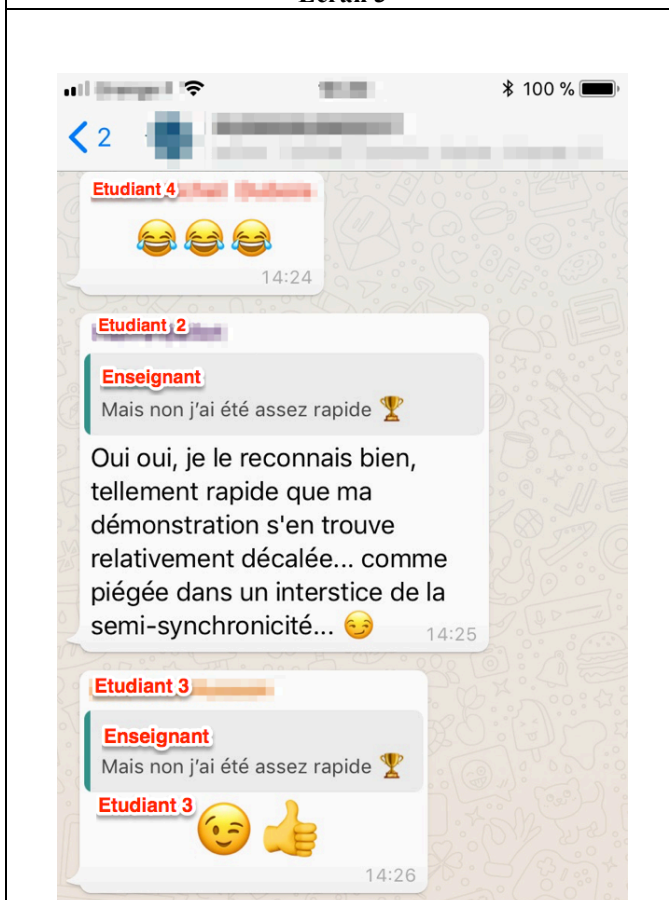 Ecran 3
100 %
2
Etudiant 4
😂😂😂
14:24
Etudiant 2
Enseignant
Mais non j'ai été assez rapide 🏆
Oui oui, je le reconnais bien,
tellement rapide que ma
démonstration s'en trouve
relativement décalée... comme
piégée dans un interstice de la
semi-synchronicité... 😏
14:25
Etudiant 3
Enseignant
Mais non j'ai été assez rapide 🏆
Etudiant 3
😉👍
14:26